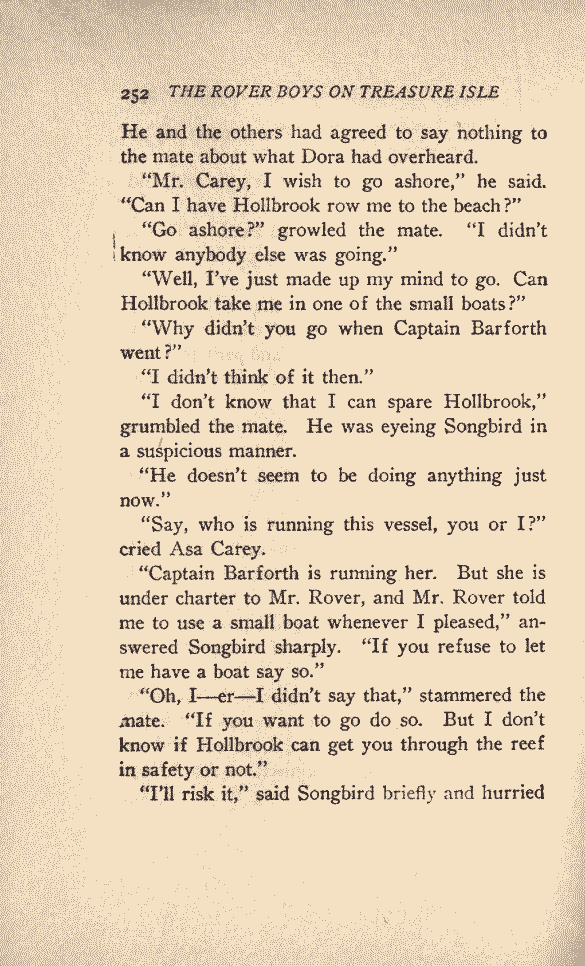 252 THE ROVER BOYS ON TREASURE ISLE
He and the others had agreed to say nothing to
the mate about what Dora had overheard.
“Mr. Carey, I wish to go ashore,” he said.
“Can I have Hollbrook row me to the beach?”
“Go ashore?” growled the mate. “I didn’t
know anybody else was going.”
“Well, I’ve just made up my mind to go. Can
Hollbrook take me in one of the small boats?”
“Why didn’t you go when Captain Barforth
went?”
“I didn’t think of it then.”
“I don’t know that I can spare Hollbrook,”
grumbled the mate. He was eyeing Songbird in
a suspicious manner.
“He doesn’t seem to be doing anything just
now.”
“Say, who is running this vessel, you or I?”
cried Asa Carey.
“Captain Barforth is running her. But she is
under charter to Mr. Rover, and Mr. Rover told
me to use a small boat whenever I pleased,” an-
swered Songbird sharply. “If you refuse to let
me have a boat say so.”
“Oh, I—er—I didn’t say that,” stammered the
mate. “If you want to go do so. But I don’t
know if Hollbrook can get you through the reef
in safety or not.”
“I’ll risk it,” said Songbird briefly and hurried